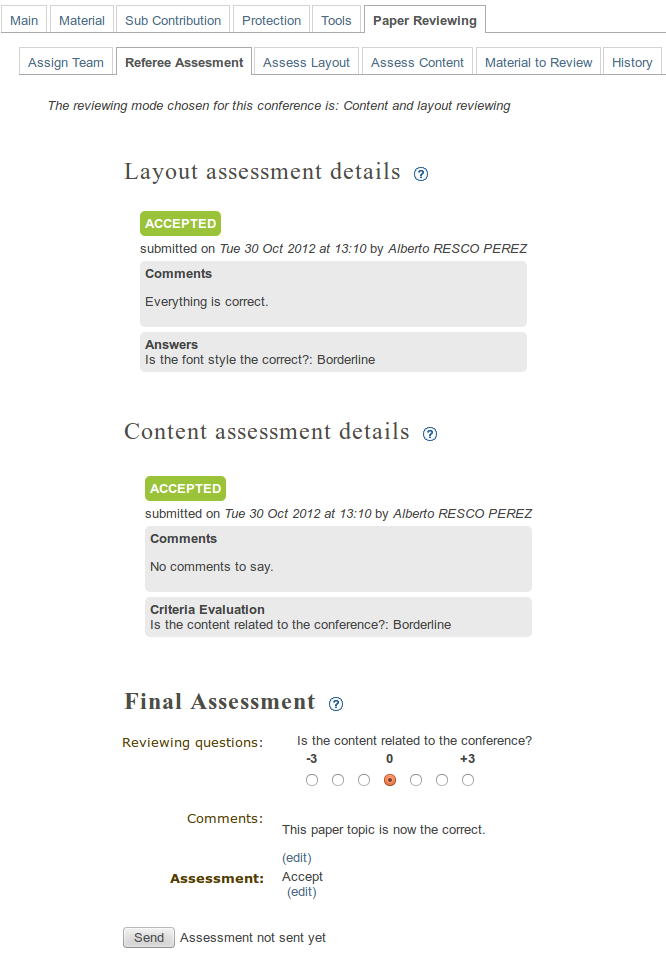 Main Material Sub Contribution Protection Tools Paper Reviewing
Assign Team Referee Assesment Assess Layout Assess Content Material to Review History
The reviewing mode chosen for this conference is: Content and layout reviewing
Layout assessment details ?
ACCEPTED
submitted on Tue 30 Oct 2012 at 13:10 by Alberto RESCO PEREZ
Comments
Everything is correct.
Answers
Is the font style the correct?: Borderline
Content assessment details ?
ACCEPTED
submitted on Tue 30 Oct 2012 at 13:10 by Alberto RESCO PEREZ
Comments
No comments to say.
Criteria Evaluation
Is the content related to the conference?: Borderline
Final Assessment ?
Reviewing questions: Is the content related to the conference?
-3 0 +3
Comments:
This paper topic is now the correct.
(edit)
Assessment: Accept
(edit)
Send Assessment not sent yet